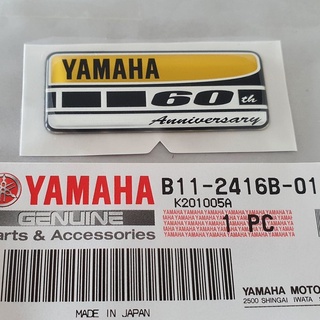 YAMAHA
60th
Anniversary
YAMAHA B11-2416B-01
K201005A
GENUINE 1 PC
Parts & Accessories
MADE IN JAPAN
YAMAHA MOTO
2500 SHINGAI IWATA